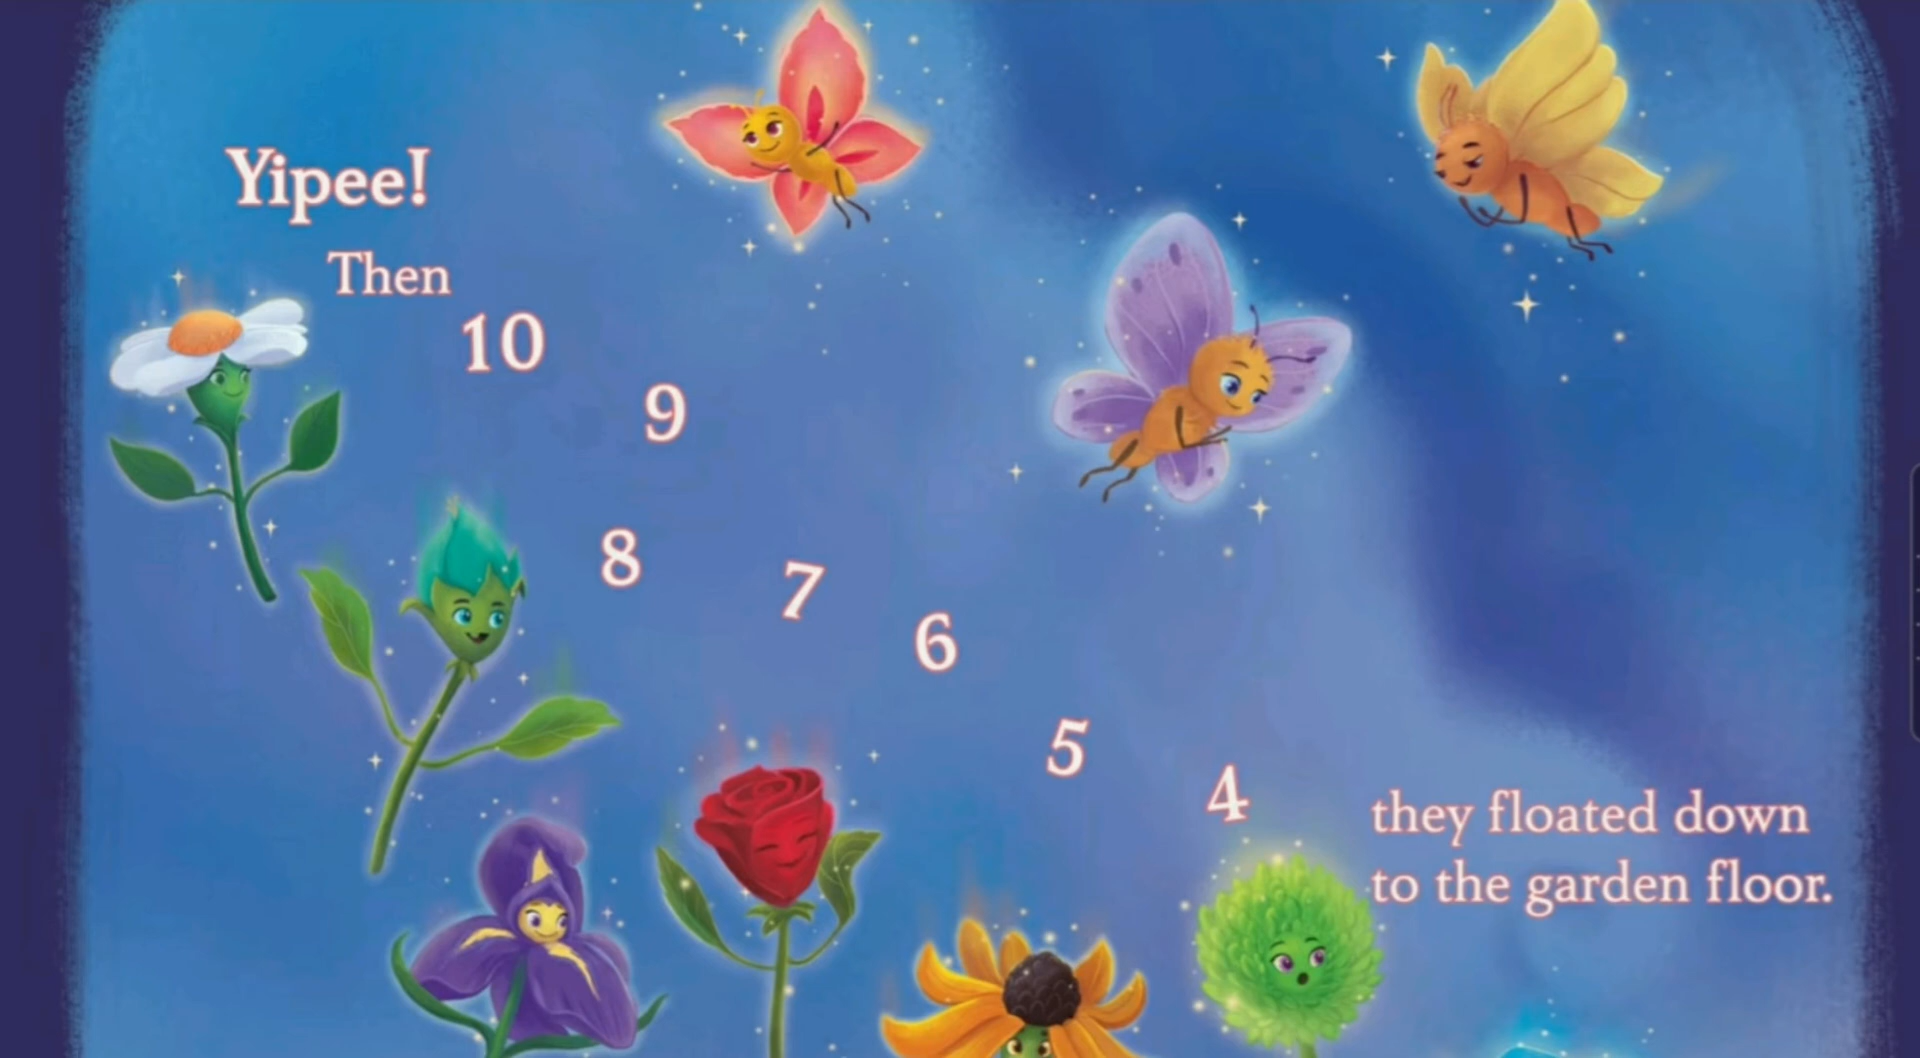 Yipee!
Then
10
9
8
7
6
5
4
they floated down
to the garden floor.